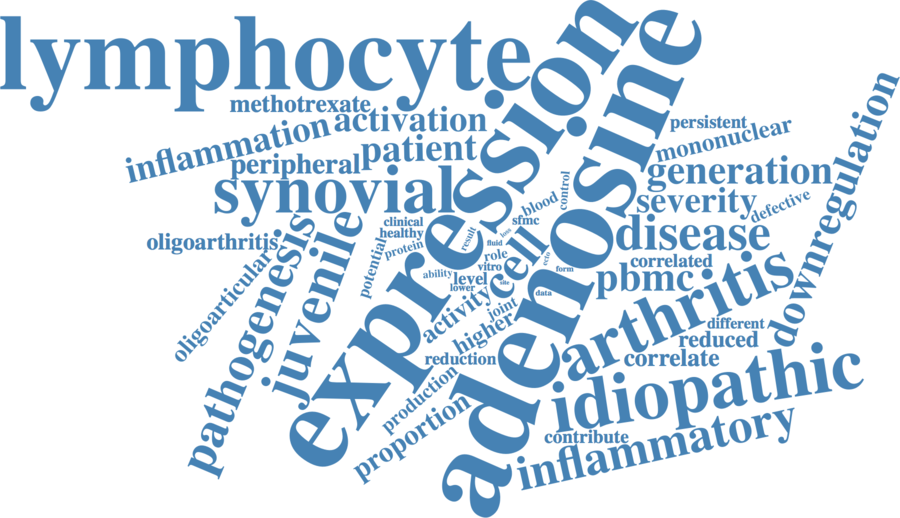 lymphocyte
expression
adenosine
methotrexate
activation
persistent
inflammation
mononuclear
downregulation
patient
peripheral
generation
synovial
severity
defective
blood
control
sfmc
clinical
healthy
oligoarthritis
protein
result
loss
fluid
disease
role
cell
ecto
correlated
potential
juvenile
pathogenesis
oligoarticular
ability
vitro
form
level
lower
site
pbmc
arthritis
data
activity
joint
higher
different
reduced
reduction
correlate
production
proportion
idiopathic
contribute
inflammatory